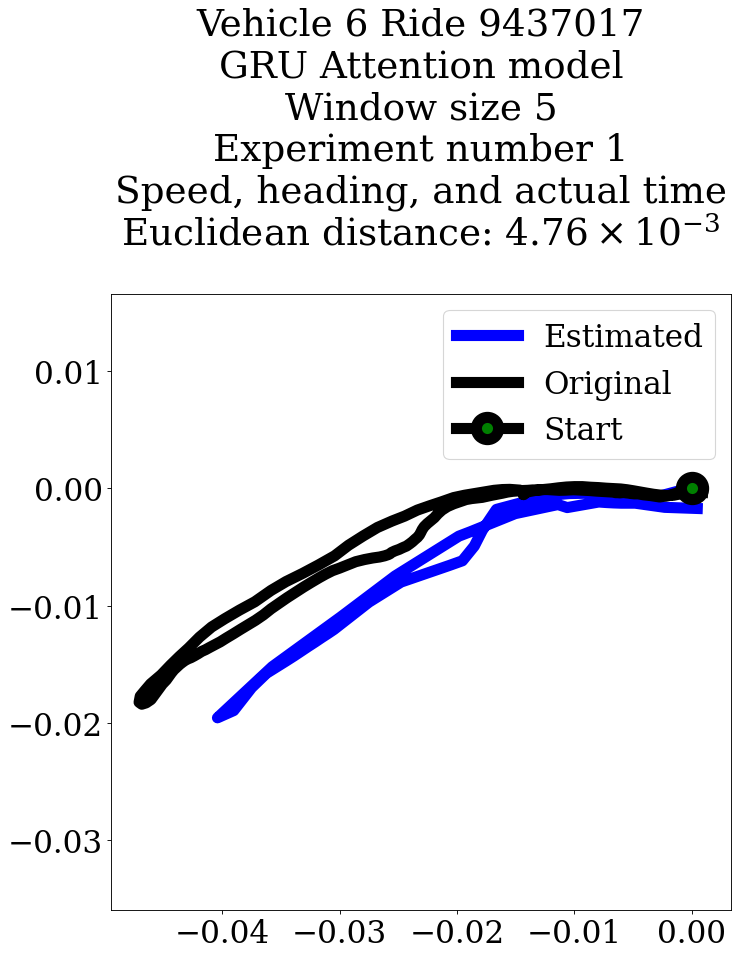 Vehicle 6 Ride 9437017
GRU Attention model
Window size 5
Experiment number 1
Speed, heading, and actual time
Euclidean distance: 4.76 × 10⁻³
Estimated
Original
Start
0.01
0.00
−0.01
−0.02
−0.03
−0.04 −0.03 −0.02 −0.01 0.00